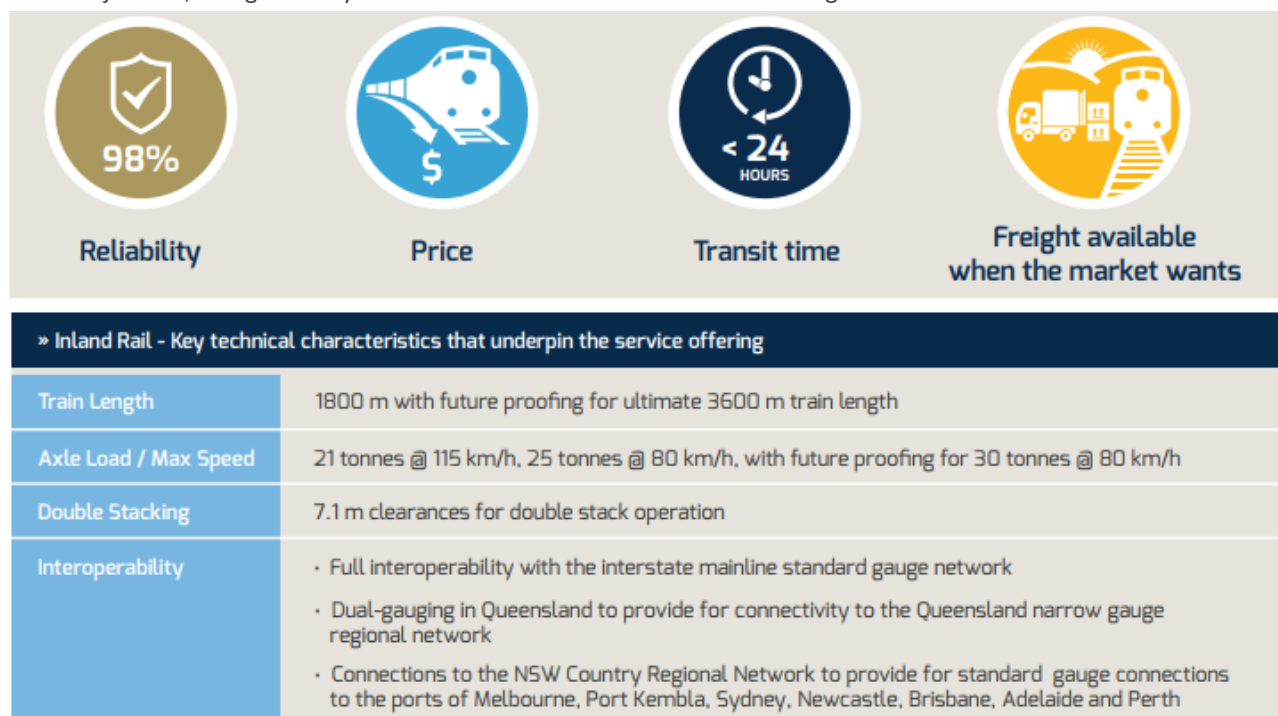 98%
$
< 24
HOURS
Reliability
Price
Transit time
Freight available
when the market wants
» Inland Rail - Key technical characteristics that underpin the service offering
Train Length
1800 m with future proofing for ultimate 3600 m train length
Axle Load / Max Speed
21 tonnes @ 115 km/h, 25 tonnes @ 80 km/h, with future proofing for 30 tonnes @ 80 km/h
Double Stacking
7.1 m clearances for double stack operation
Interoperability
· Full interoperability with the interstate mainline standard gauge network
· Dual-gauging in Queensland to provide for connectivity to the Queensland narrow gauge
regional network
· Connections to the NSW Country Regional Network to provide for standard gauge connections
to the ports of Melbourne, Port Kembla, Sydney, Newcastle, Brisbane, Adelaide and Perth